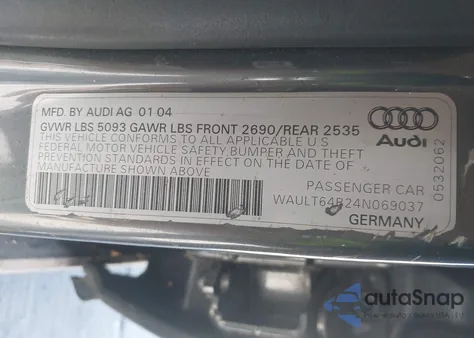 MFD. BY AUDI AG 01 04
GVWR LBS 5093 GAWR LBS FRONT 2690/REAR 2535
THIS VEHICLE CONFORMS TO ALL APPLICABLE U S
FEDERAL MOTOR VEHICLE SAFETY BUMPER AND THEFT
PREVENTION STANDARDS IN EFFECT ON THE DATE OF
MANUFACTURE SHOWN ABOVE
Audi
0532062
PASSENGER CAR
WAULT64B24N069037
GERMANY
autoSnap